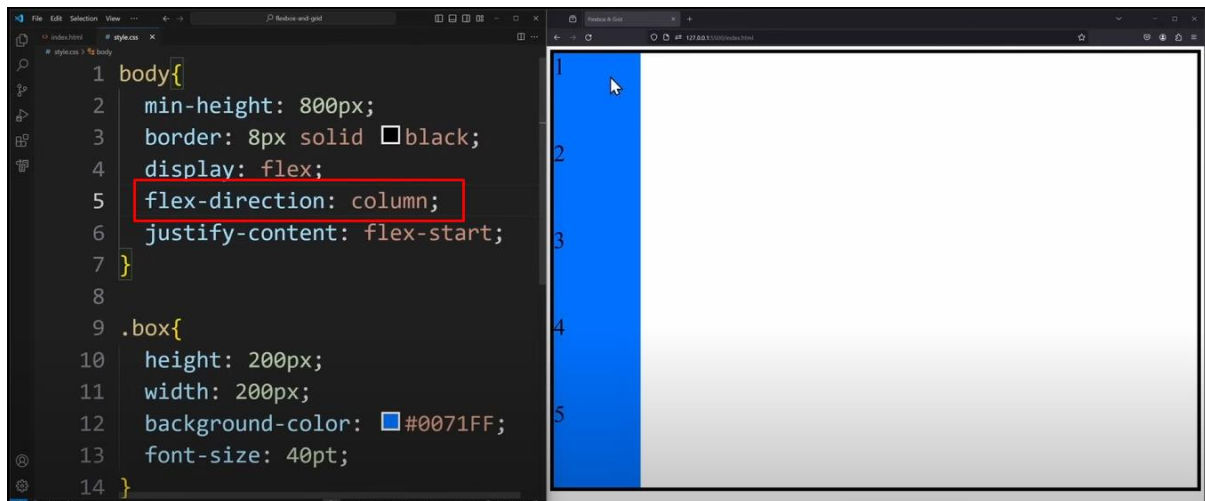 File Edit Selection View ...
flexbox-and-grid
index.html
# style.css
# style.css > body
1 body{
2 min-height: 800px;
3 border: 8px solid black;
4 display: flex;
5 flex-direction: column;
6 justify-content: flex-start;
7 }
8
9 .box{
10 height: 200px;
11 width: 200px;
12 background-color: #0071FF;
13 font-size: 40pt;
14 }
Flexbox & Grid
127.0.0.1:5500/index.html
1
2
3
4
5